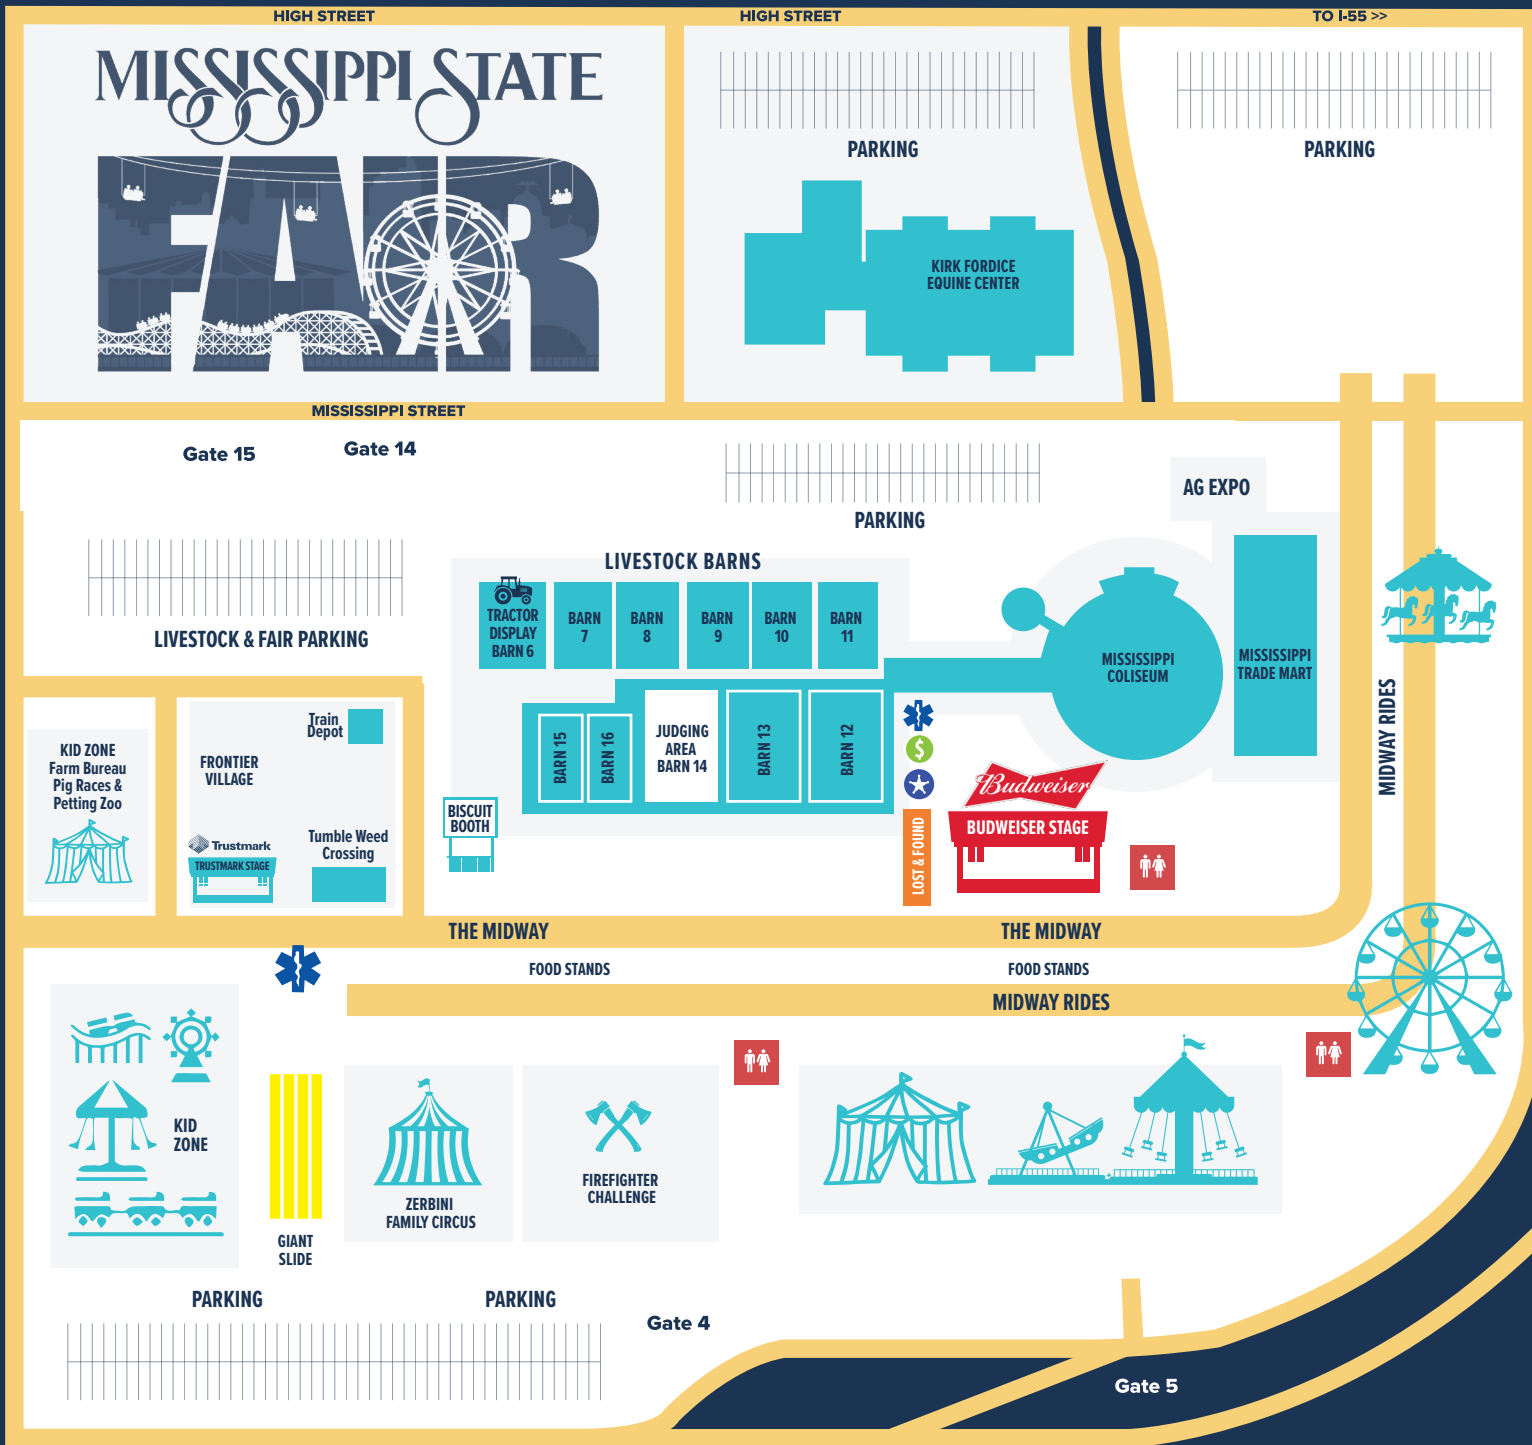 HIGH STREET
HIGH STREET
TO I-55 >>
MISSISSIPPI STATE
FAIR
PARKING
PARKING
KIRK FORDICE
EQUINE CENTER
MISSISSIPPI STREET
Gate 15
Gate 14
PARKING
AG EXPO
LIVESTOCK & FAIR PARKING
LIVESTOCK BARNS
TRACTOR
DISPLAY
BARN 6
BARN
7
BARN
8
BARN
9
BARN
10
BARN
11
MISSISSIPPI
COLISEUM
MISSISSIPPI
TRADE MART
MIDWAY RIDES
KID ZONE
Farm Bureau
Pig Races &
Petting Zoo
FRONTIER
VILLAGE
Train
Depot
Trustmark
TRUSTMARK STAGE
Tumble Weed
Crossing
BISCUIT
BOOTH
BARN 15
BARN 16
JUDGING
AREA
BARN 14
BARN 13
BARN 12
$
LOST & FOUND
Budweiser
BUDWEISER STAGE
THE MIDWAY
THE MIDWAY
FOOD STANDS
FOOD STANDS
MIDWAY RIDES
KID
ZONE
GIANT
SLIDE
ZERBINI
FAMILY CIRCUS
FIREFIGHTER
CHALLENGE
PARKING
PARKING
Gate 4
Gate 5